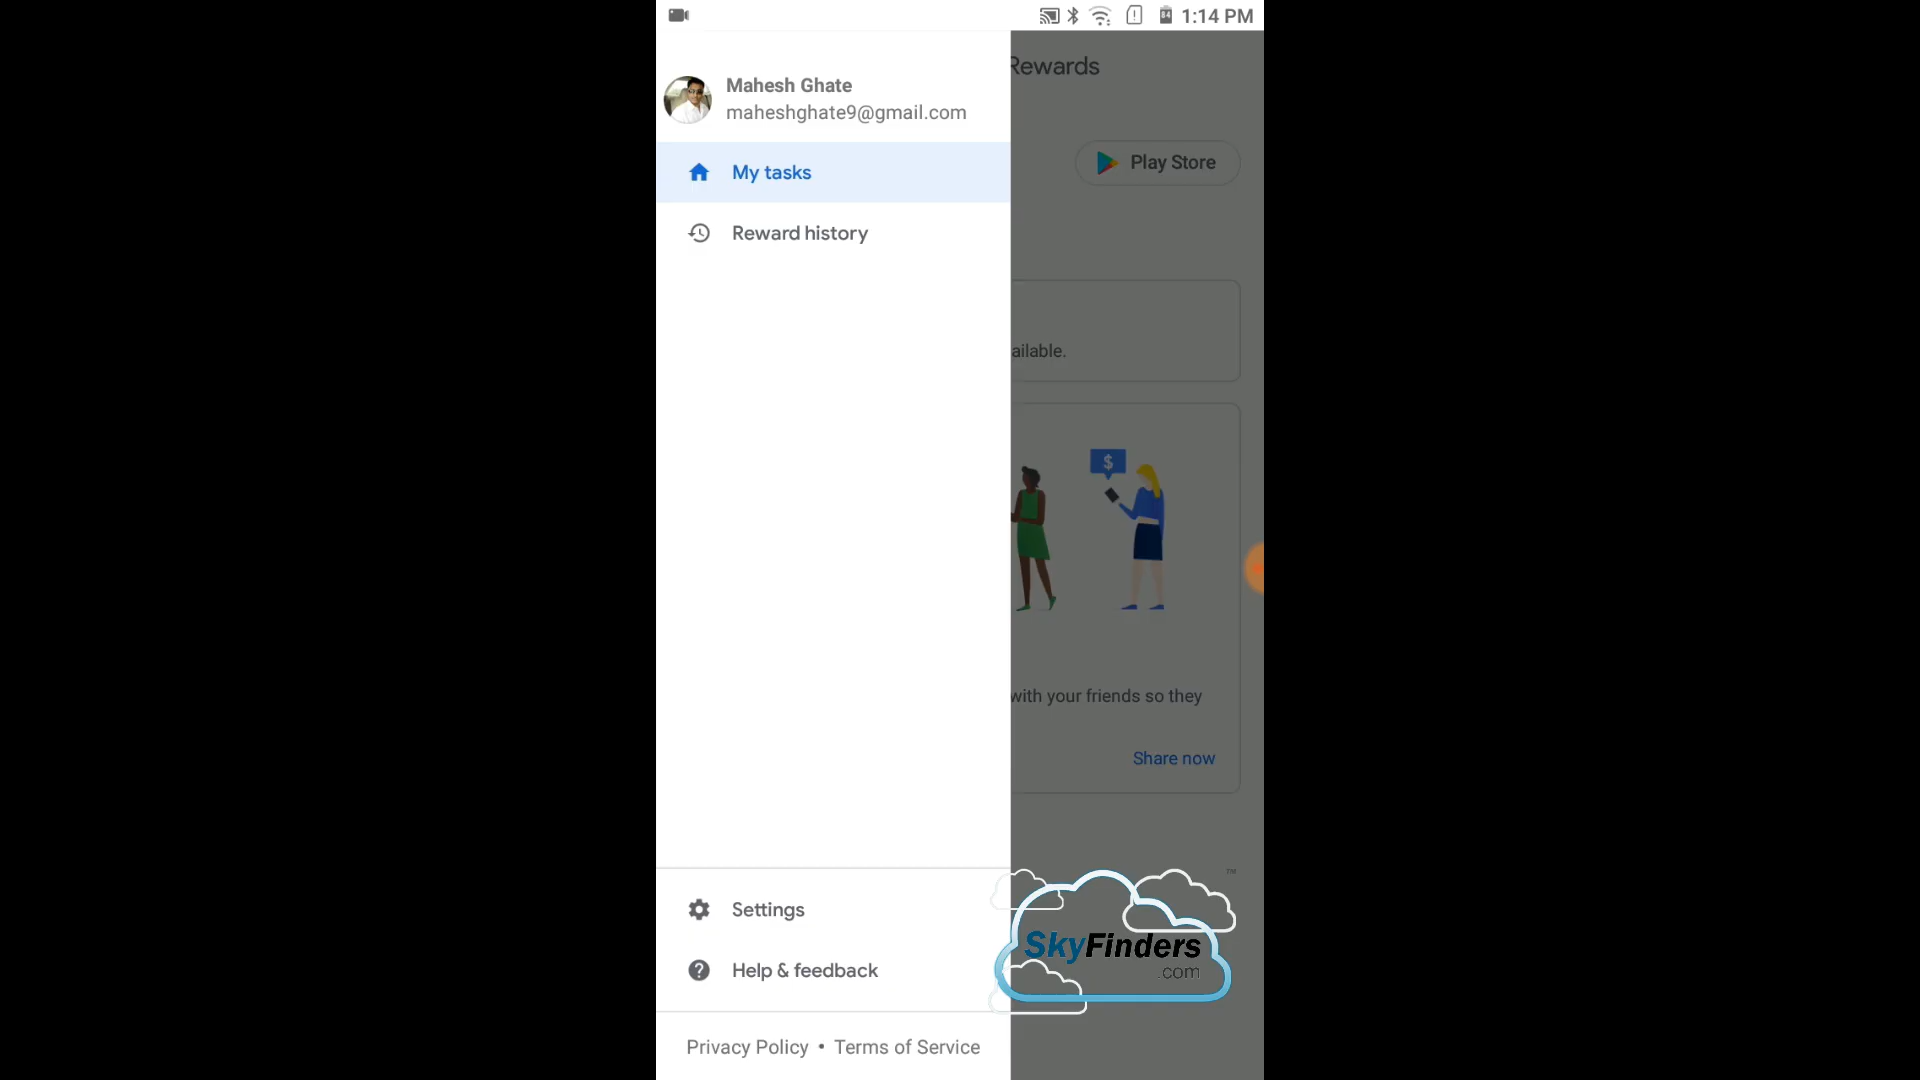 1:14 PM
Rewards
Mahesh Ghate
maheshghate9@gmail.com
My tasks
Play Store
Reward history
ailable.
$
with your friends so they
Share now
Settings
Help & feedback
SkyFinders
.com
™
Privacy Policy • Terms of Service